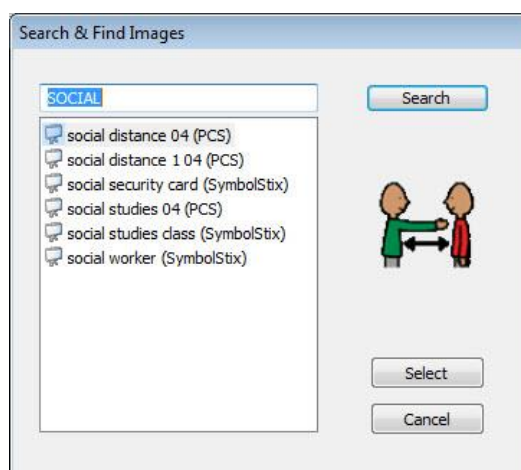 Search & Find Images
SOCIAL
Search
social distance 04 (PCS)
social distance 1 04 (PCS)
social security card (SymbolStix)
social studies 04 (PCS)
social studies class (SymbolStix)
social worker (SymbolStix)
Select
Cancel